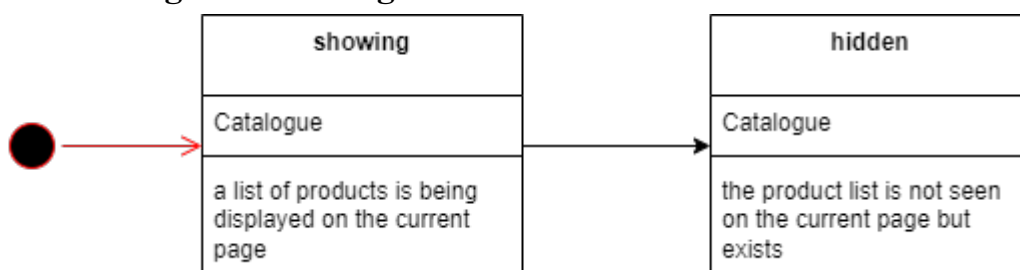 showing
hidden
Catalogue
Catalogue
a list of products is being
displayed on the current
page
the product list is not seen
on the current page but
exists